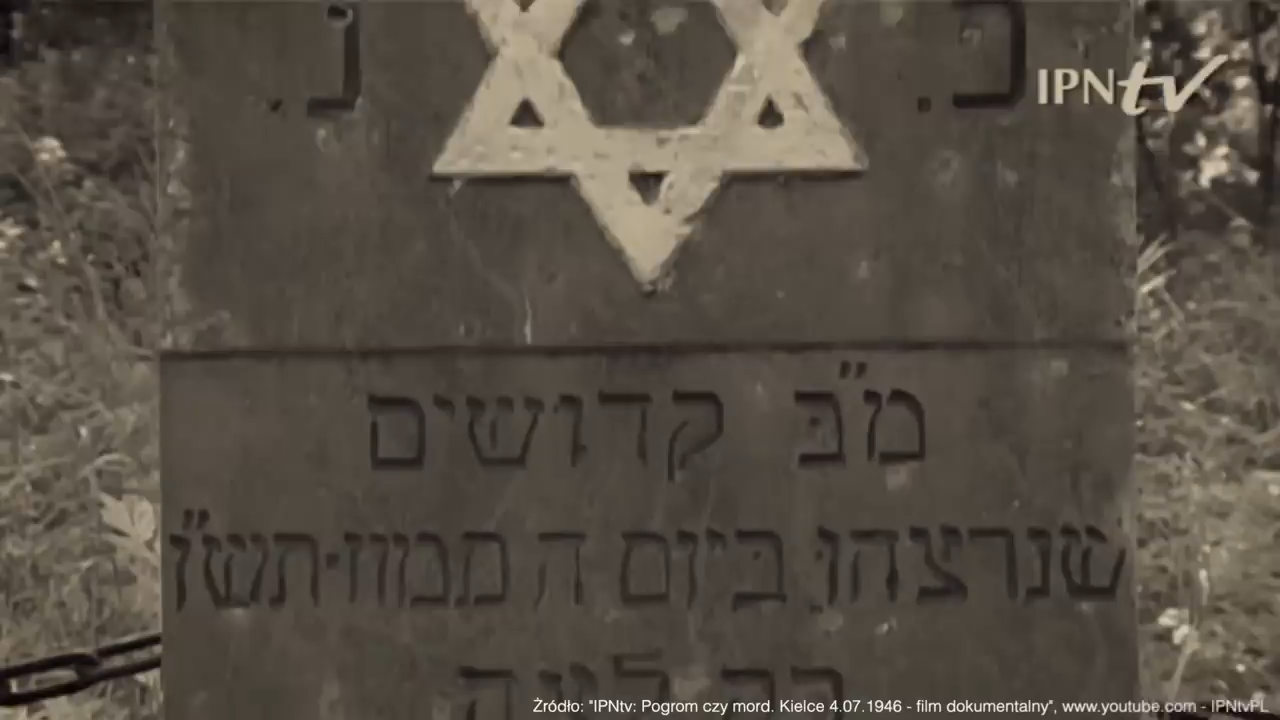 פ. נ.
IPNtv
מ"ב קדושים
שנרצחו ביום ה תמוז תש"ו
Źródło: "IPNtv: Pogrom czy mord. Kielce 4.07.1946 - film dokumentalny", www.youtube.com - IPNtvPL